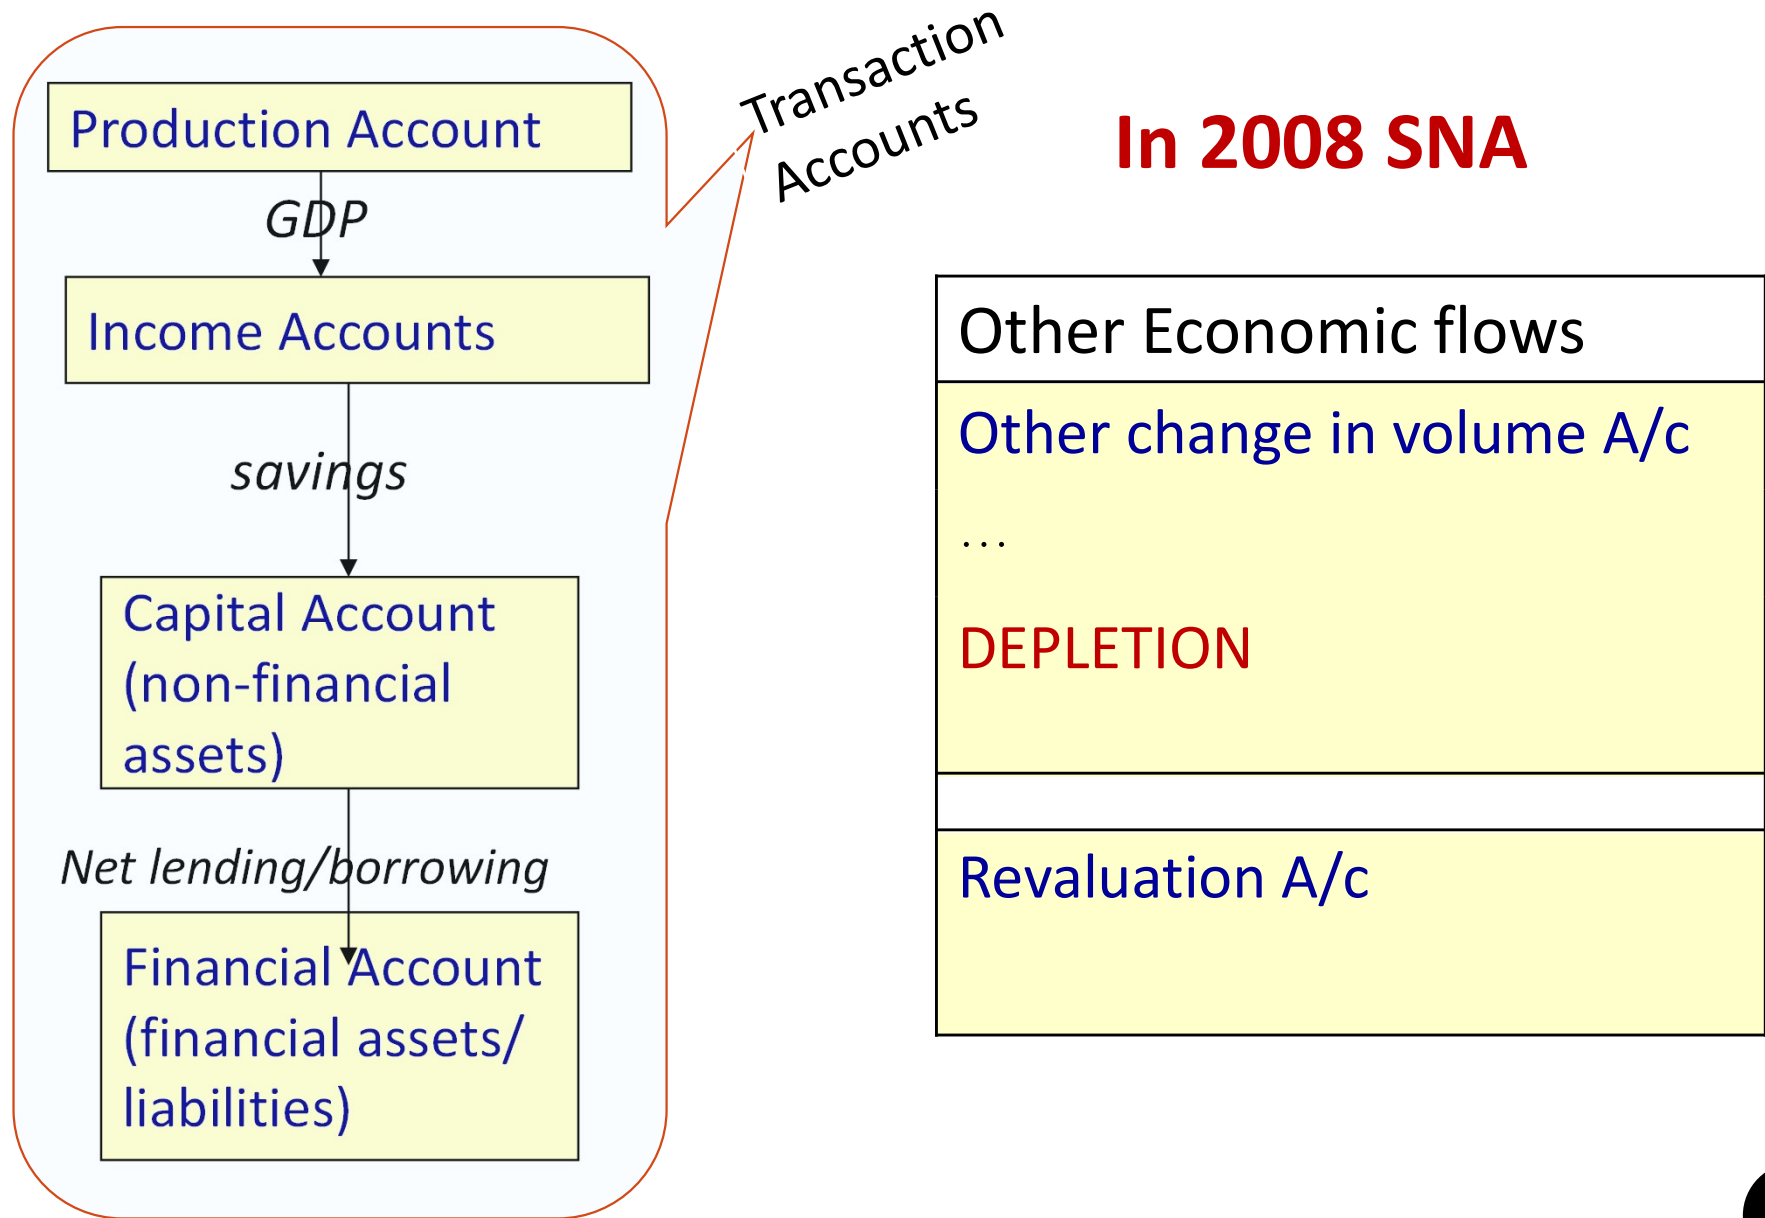 Production Account
GDP
Income Accounts
savings
Capital Account
(non-financial
assets)
Net lending/borrowing
Financial Account
(financial assets/
liabilities)
Transaction
Accounts
In 2008 SNA
Other Economic flows
Other change in volume A/c
...
DEPLETION
Revaluation A/c